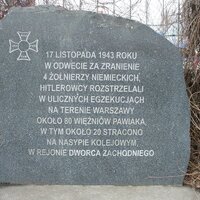 17 LISTOPADA 1943 ROKU
W ODWECIE ZA ZRANIENIE
4 ŻOŁNIERZY NIEMIECKICH,
HITLEROWCY ROZSTRZELALI
W ULICZNYCH EGZEKUCJACH
NA TERENIE WARSZAWY
OKOŁO 80 WIĘŹNIÓW PAWIAKA,
W TYM OKOŁO 20 STRACONO
NA NASYPIE KOLEJOWYM,
W REJONIE DWORCA ZACHODNIEGO